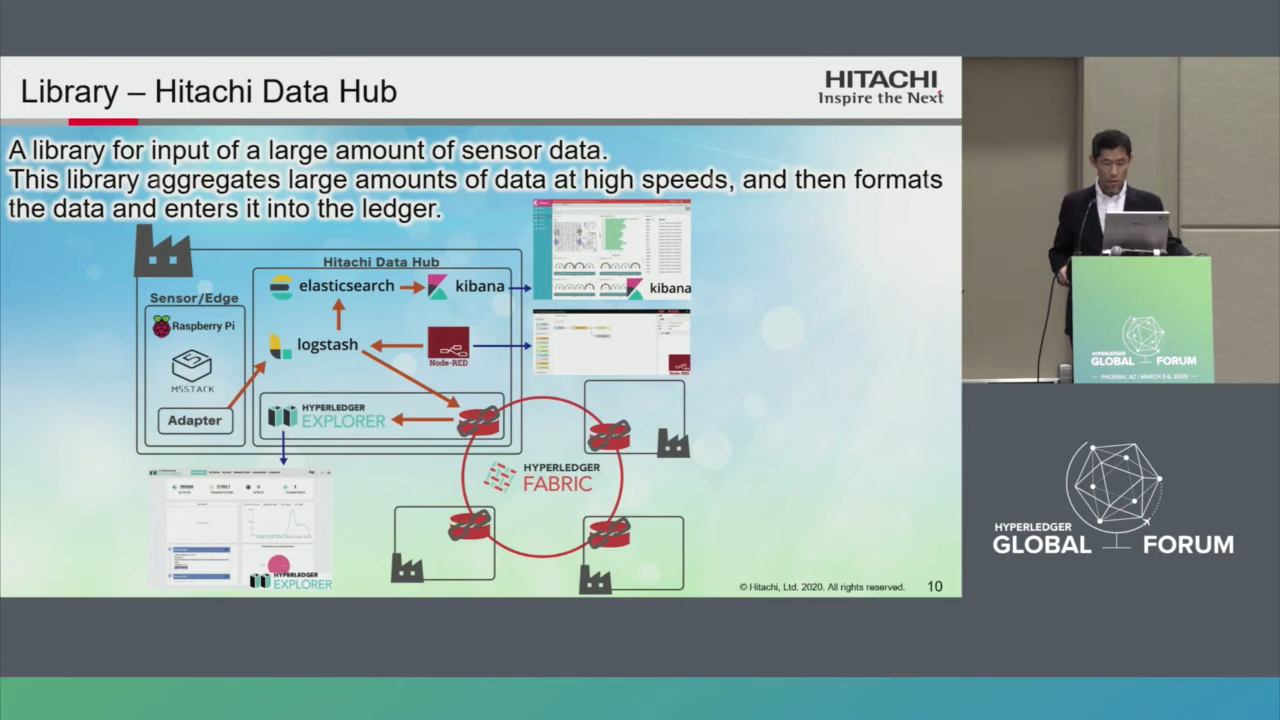 Library – Hitachi Data Hub
HITACHI
Inspire the Next
A library for input of a large amount of sensor data.
This library aggregates large amounts of data at high speeds, and then formats
the data and enters it into the ledger.
Hitachi Data Hub
elasticsearch
kibana
kibana
Sensor/Edge
Raspberry Pi
logstash
Node-RED
M5STACK
Adapter
HYPERLEDGER
EXPLORER
HYPERLEDGER
FABRIC
HYPERLEDGER
EXPLORER
© Hitachi, Ltd. 2020. All rights reserved.
10
HYPERLEDGER
GLOBAL FORUM
PHOENIX, AZ | MARCH 3-6, 2020
HYPERLEDGER
GLOBAL FORUM